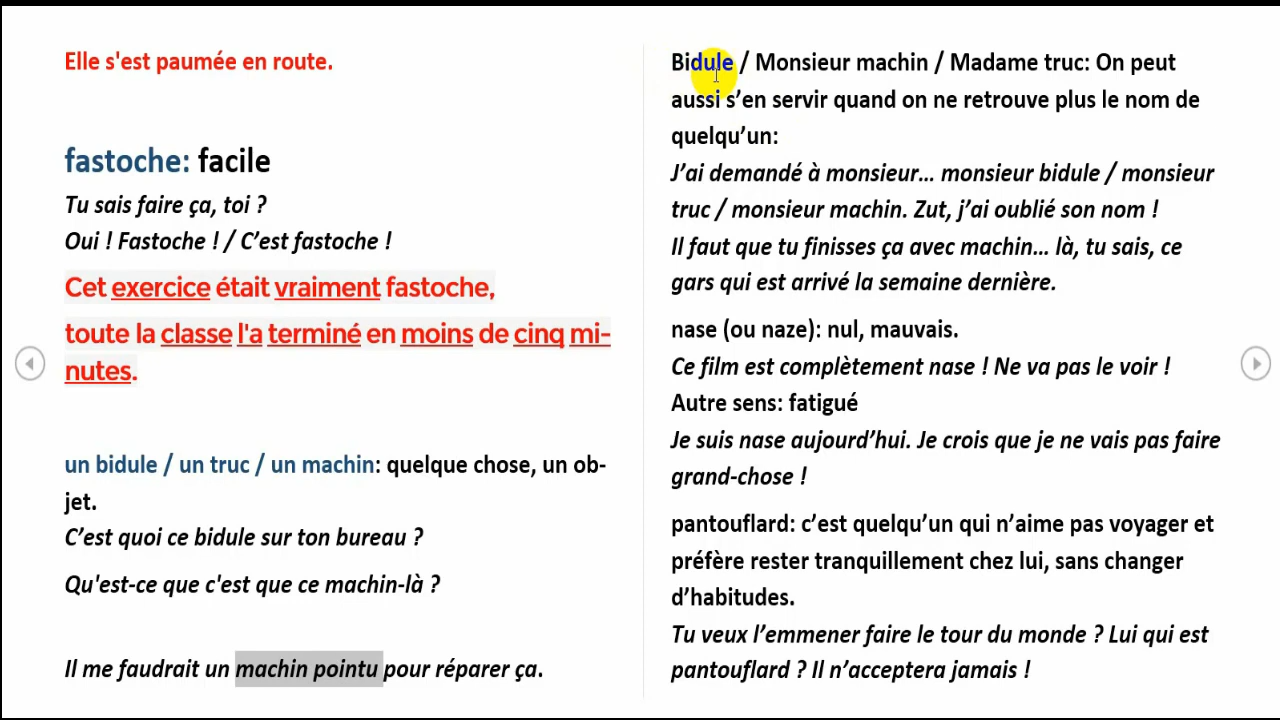 Elle s'est paumée en route.
fastoche: facile
Tu sais faire ça, toi ?
Oui ! Fastoche ! / C’est fastoche !
Cet exercice était vraiment fastoche,
toute la classe l'a terminé en moins de cinq mi-
nutes.
un bidule / un truc / un machin: quelque chose, un ob-
jet.
C’est quoi ce bidule sur ton bureau ?
Qu'est-ce que c'est que ce machin-là ?
Il me faudrait un machin pointu pour réparer ça.
Bidule / Monsieur machin / Madame truc: On peut
aussi s’en servir quand on ne retrouve plus le nom de
quelqu’un:
J’ai demandé à monsieur... monsieur bidule / monsieur
truc / monsieur machin. Zut, j’ai oublié son nom !
Il faut que tu finisses ça avec machin... là, tu sais, ce
gars qui est arrivé la semaine dernière.
nase (ou naze): nul, mauvais.
Ce film est complètement nase ! Ne va pas le voir !
Autre sens: fatigué
Je suis nase aujourd’hui. Je crois que je ne vais pas faire
grand-chose !
pantouflard: c’est quelqu’un qui n’aime pas voyager et
préfère rester tranquillement chez lui, sans changer
d’habitudes.
Tu veux l’emmener faire le tour du monde ? Lui qui est
pantouflard ? Il n’acceptera jamais !